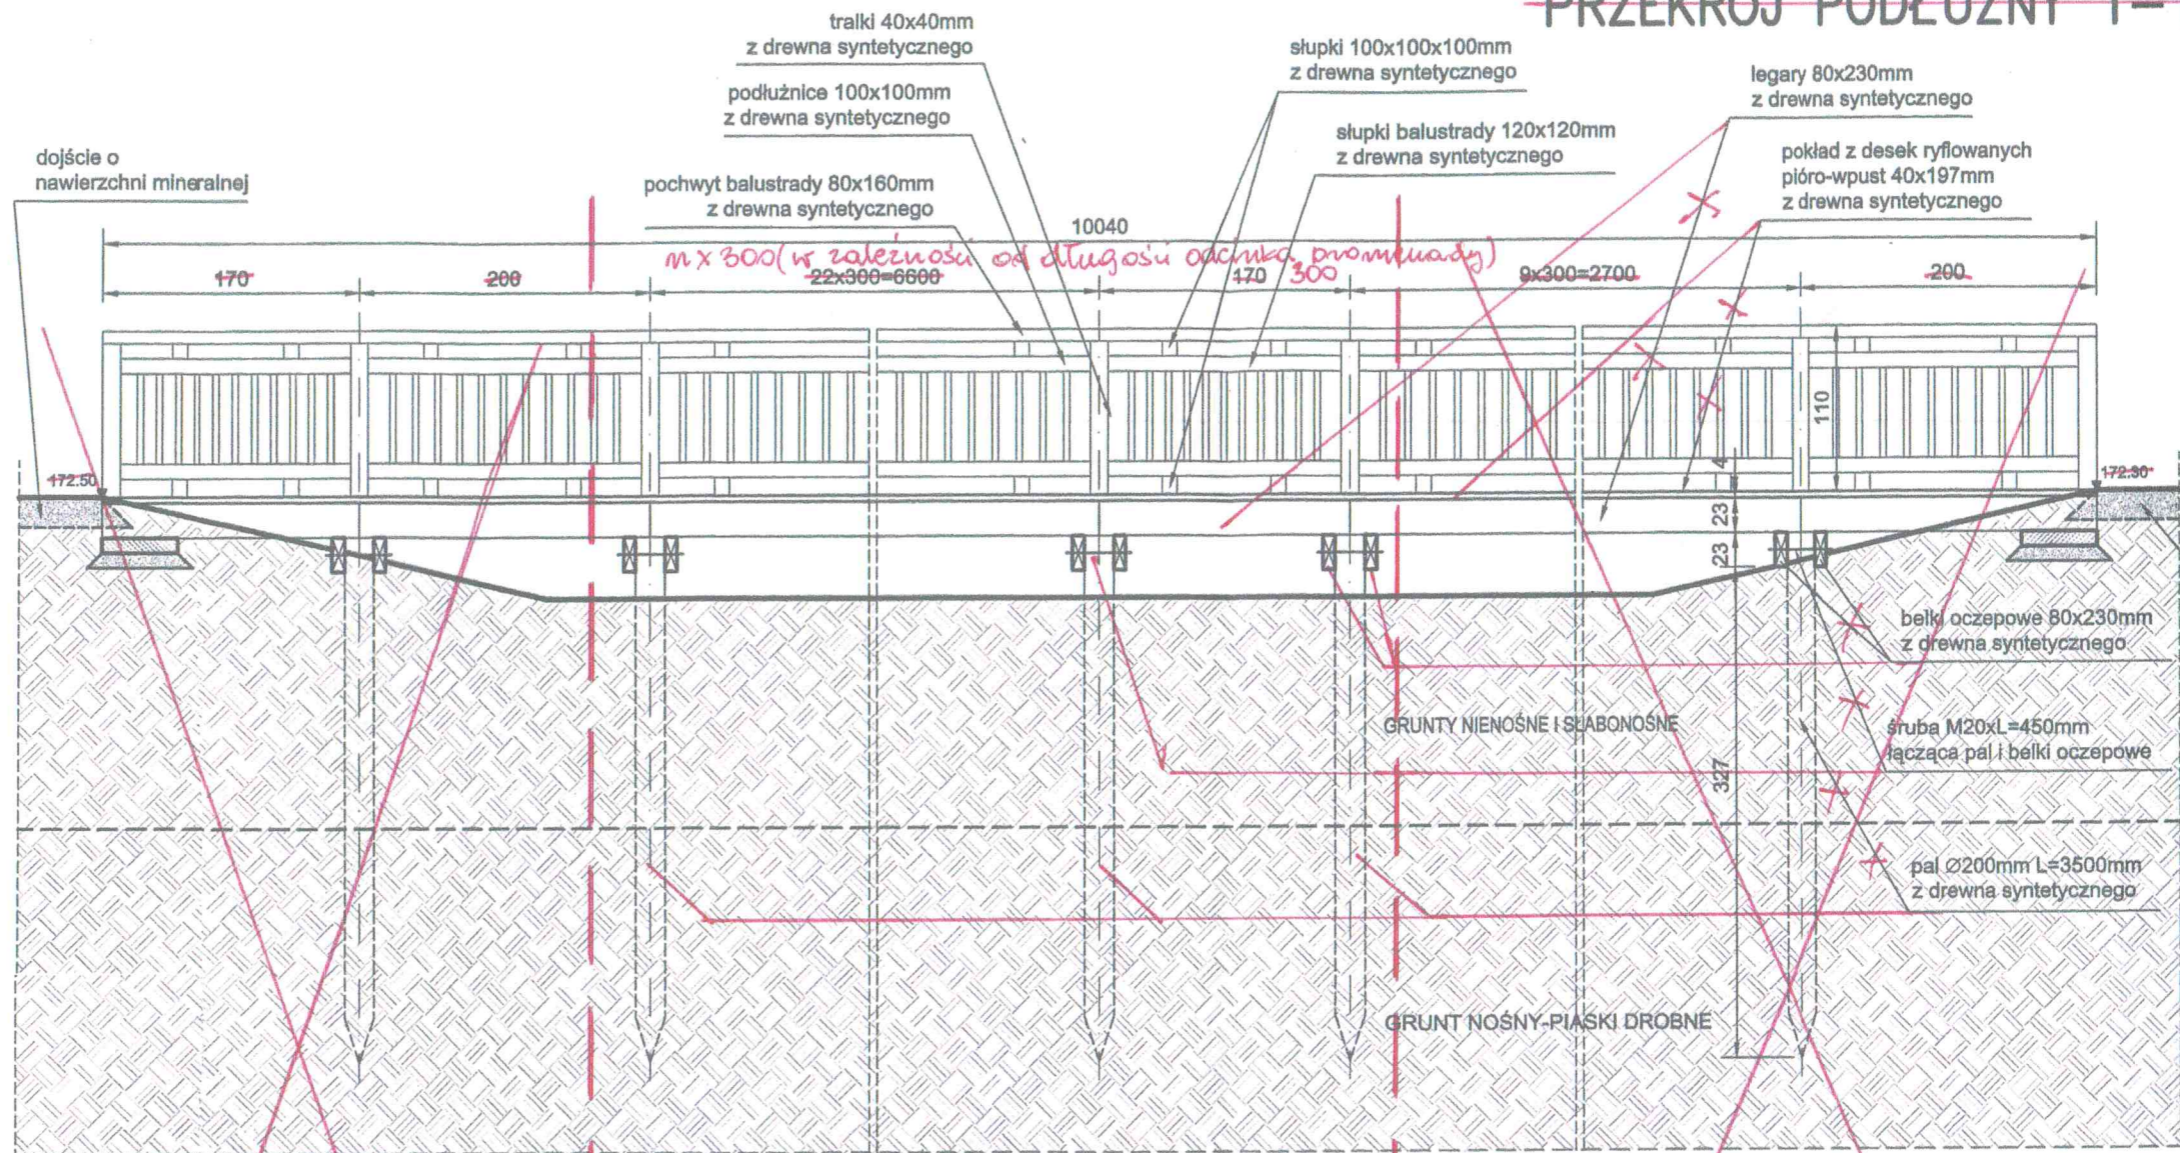 PRZEKRÓJ PODŁUŻNY 1-
tralki 40x40mm
z drewna syntetycznego
podłużnice 100x100mm
z drewna syntetycznego
pochwyt balustrady 80x160mm
z drewna syntetycznego
słupki 100x100x100mm
z drewna syntetycznego
słupki balustrady 120x120mm
z drewna syntetycznego
legary 80x230mm
z drewna syntetycznego
pokład z desek ryflowanych
pióro-wpust 40x197mm
z drewna syntetycznego
dojście o
nawierzchni mineralnej
10040
n x 300 (w zależności od długości odcinka promenady)
170
200
22x300=6600
170
300
9x300=2700
200
110
4
23
23
327
172.50
172.30
belki oczepowe 80x230mm
z drewna syntetycznego
śruba M20xL=450mm
łącząca pal i belki oczepowe
pal Ø200mm L=3500mm
z drewna syntetycznego
GRUNTY NIENOŚNE I SŁABONOŚNE
GRUNT NOŚNY-PIASKI DROBNE